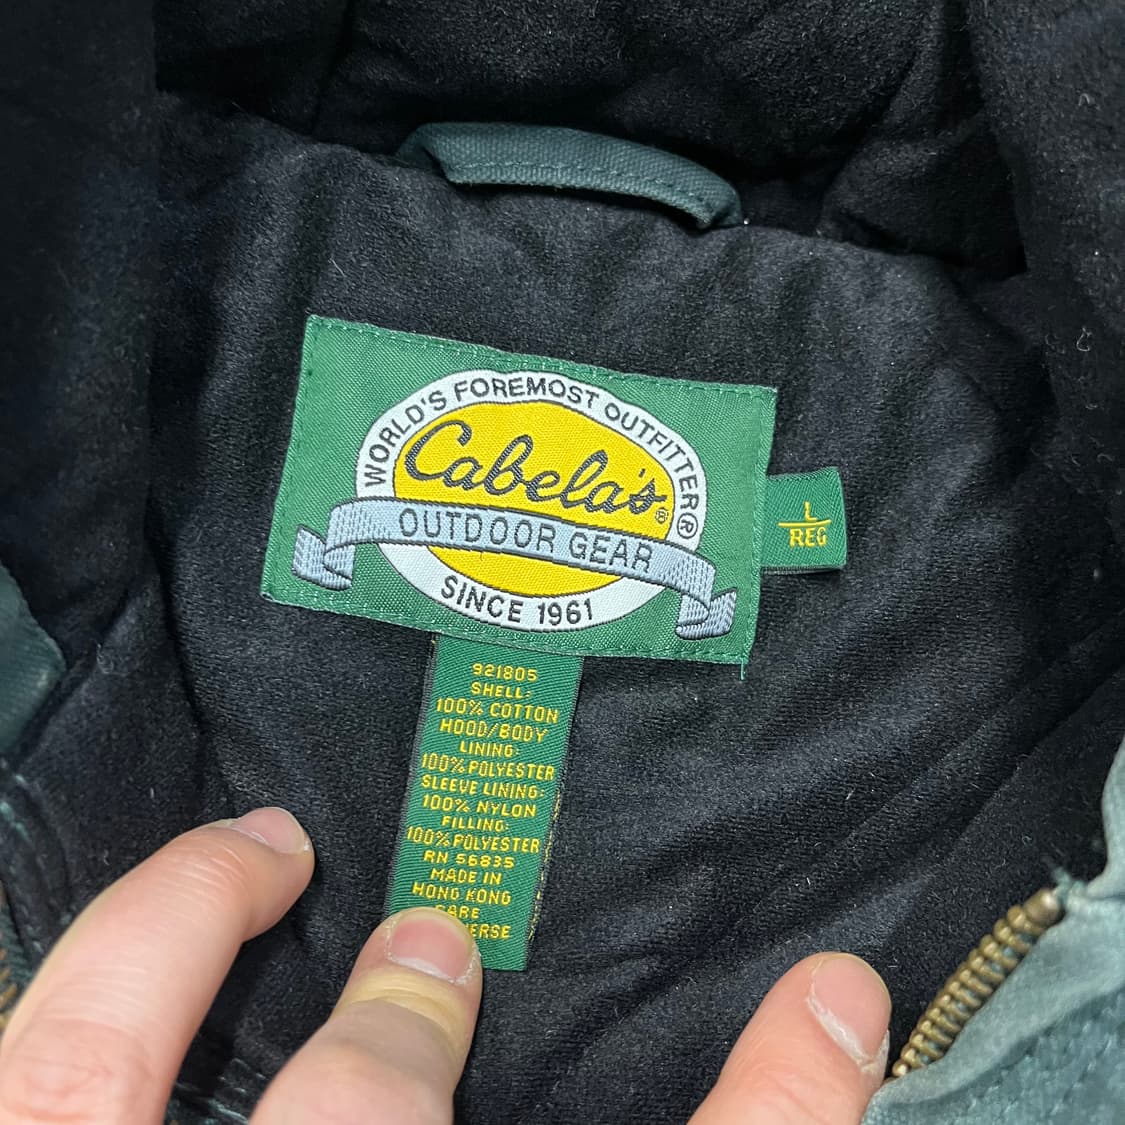 WORLD'S FOREMOST OUTFITTER®
Cabela's®
OUTDOOR GEAR
SINCE 1961
L
REG
921805
SHELL:
100% COTTON
HOOD/BODY
LINING:
100% POLYESTER
SLEEVE LINING:
100% NYLON
FILLING:
100% POLYESTER
RN 56835
MADE IN
HONG KONG
CARE